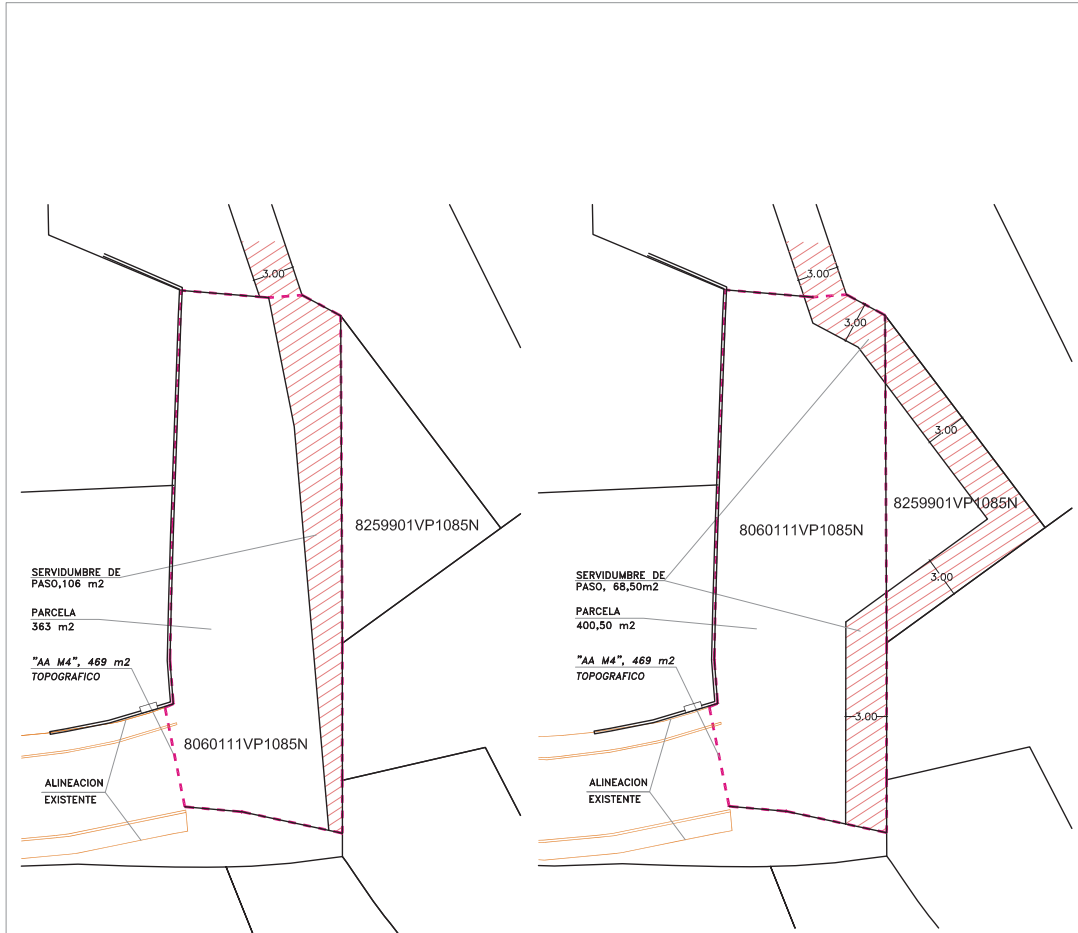 3.00
8259901VP1085N
SERVIDUMBRE DE
PASO,106 m2
PARCELA
363 m2
"AA M4", 469 m2
TOPOGRAFICO
8060111VP1085N
ALINEACION
EXISTENTE
3.00
3.00
3.00
8259901VP1085N
8060111VP1085N
3.00
SERVIDUMBRE DE
PASO, 68,50m2
PARCELA
400,50 m2
"AA M4", 469 m2
TOPOGRAFICO
3.00
ALINEACION
EXISTENTE